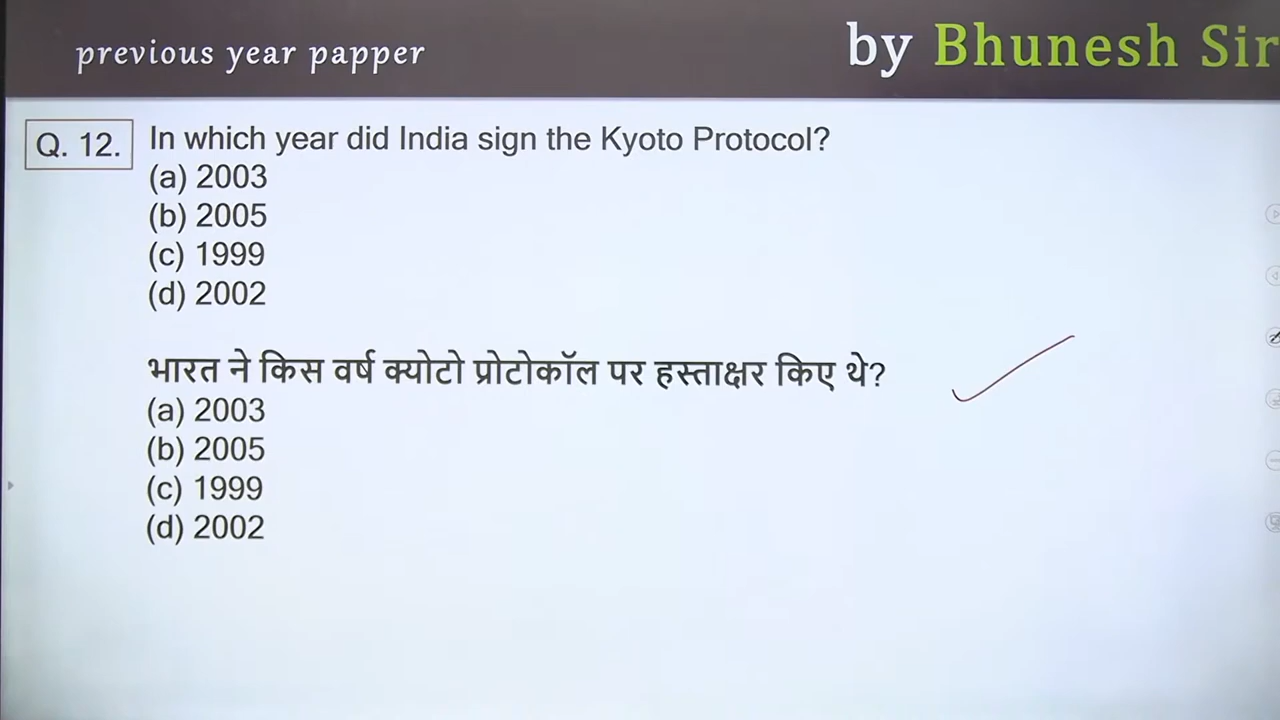 previous year papper
by Bhunesh Sir
Q. 12. In which year did India sign the Kyoto Protocol?
(a) 2003
(b) 2005
(c) 1999
(d) 2002
भारत ने किस वर्ष क्योटो प्रोटोकॉल पर हस्ताक्षर किए थे?
(a) 2003
(b) 2005
(c) 1999
(d) 2002